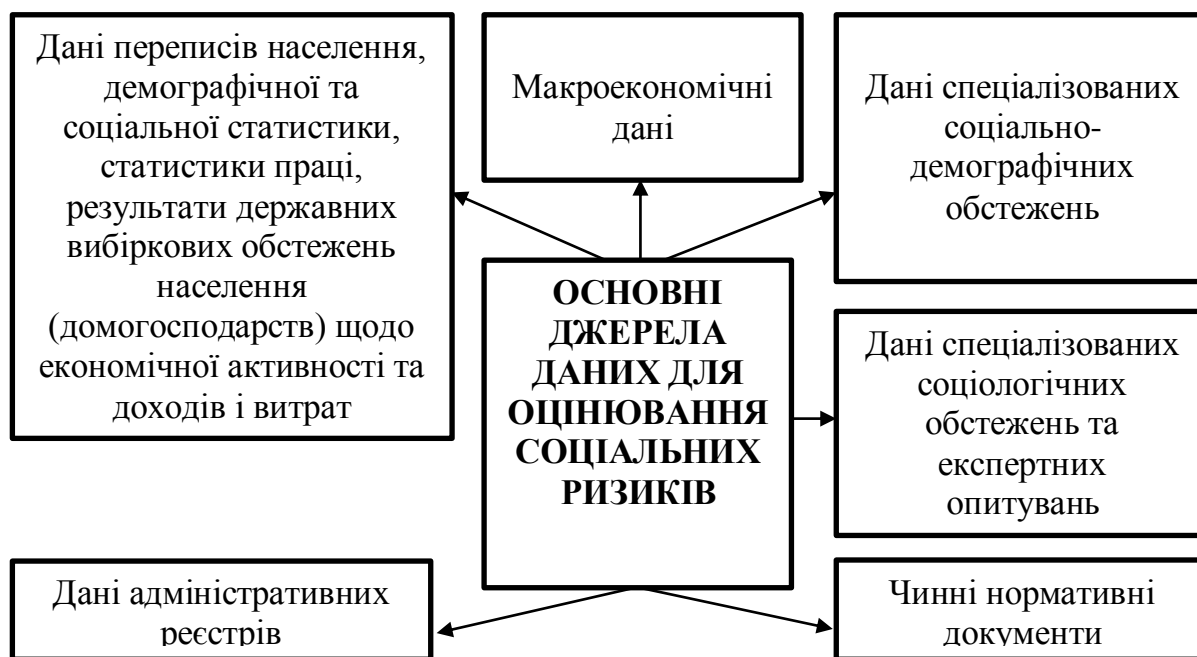 Дані переписів населення,
демографічної та
соціальної статистики,
статистики праці,
результати державних
вибіркових обстежень
населення
(домогосподарств) щодо
економічної активності та
доходів і витрат
Макроекономічні
дані
Дані спеціалізованих
соціально-
демографічних
обстежень
ОСНОВНІ
ДЖЕРЕЛА
ДАНИХ ДЛЯ
ОЦІНЮВАННЯ
СОЦІАЛЬНИХ
РИЗИКІВ
Дані спеціалізованих
соціологічних
обстежень та
експертних
опитувань
Дані адміністративних
реєстрів
Чинні нормативні
документи